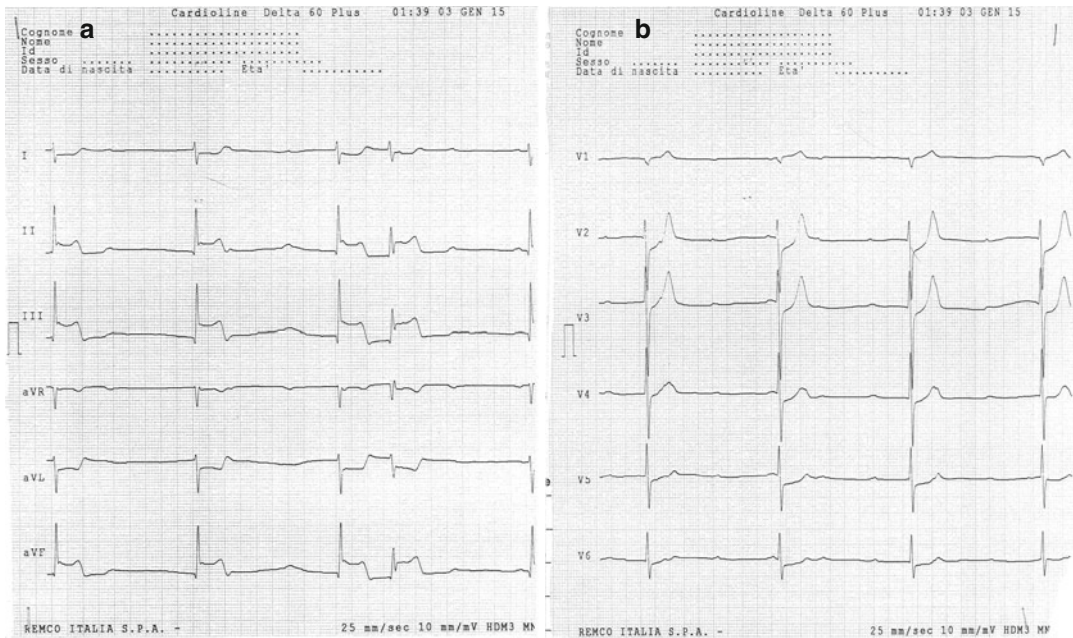 a
Cardioline Delta 60 Plus 01:39 03 GEN 15
Cognome
Nome
Id
Sesso
Data di nascita Eta'
I
II
III
aVR
aVL
aVF
REMCO ITALIA S.P.A. - 25 mm/sec 10 mm/mV HDM3 MN
b
Cardioline Delta 60 Plus 01:39 03 GEN 15
Cognome
Nome
Id
Sesso
Data di nascita Eta'
V1
V2
V3
V4
V5
V6
REMCO ITALIA S.P.A. - 25 mm/sec 10 mm/mV HDM3 MN